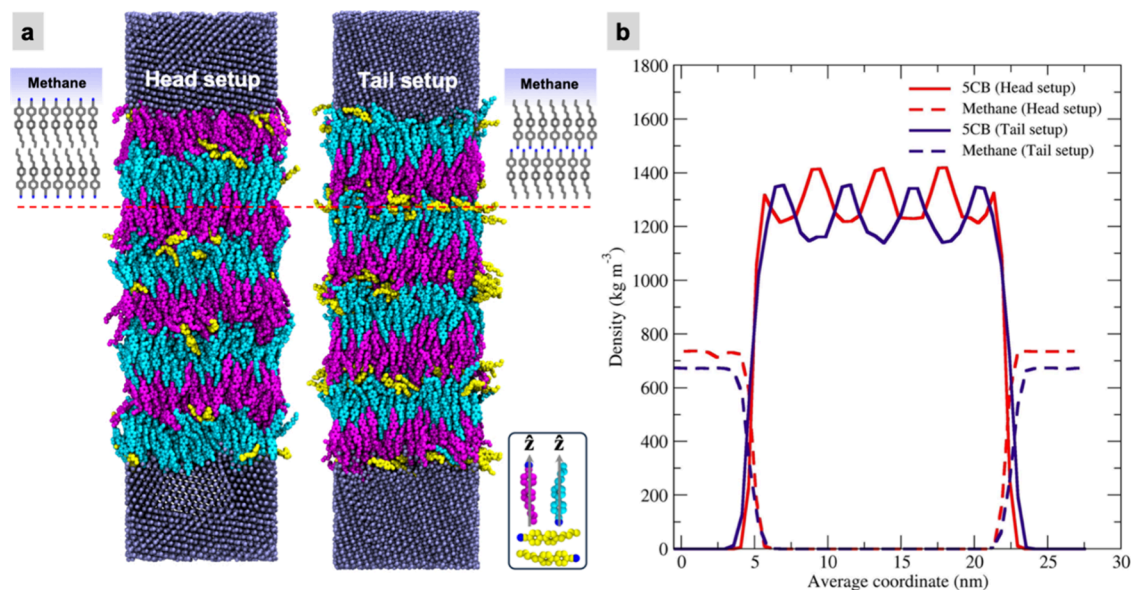 a
Methane
Head setup
Tail setup
Methane
ẑ ẑ
b
1800
1600
1400
1200
1000
800
600
400
200
0
Density (kg m⁻³)
5CB (Head setup)
Methane (Head setup)
5CB (Tail setup)
Methane (Tail setup)
0 5 10 15 20 25 30
Average coordinate (nm)